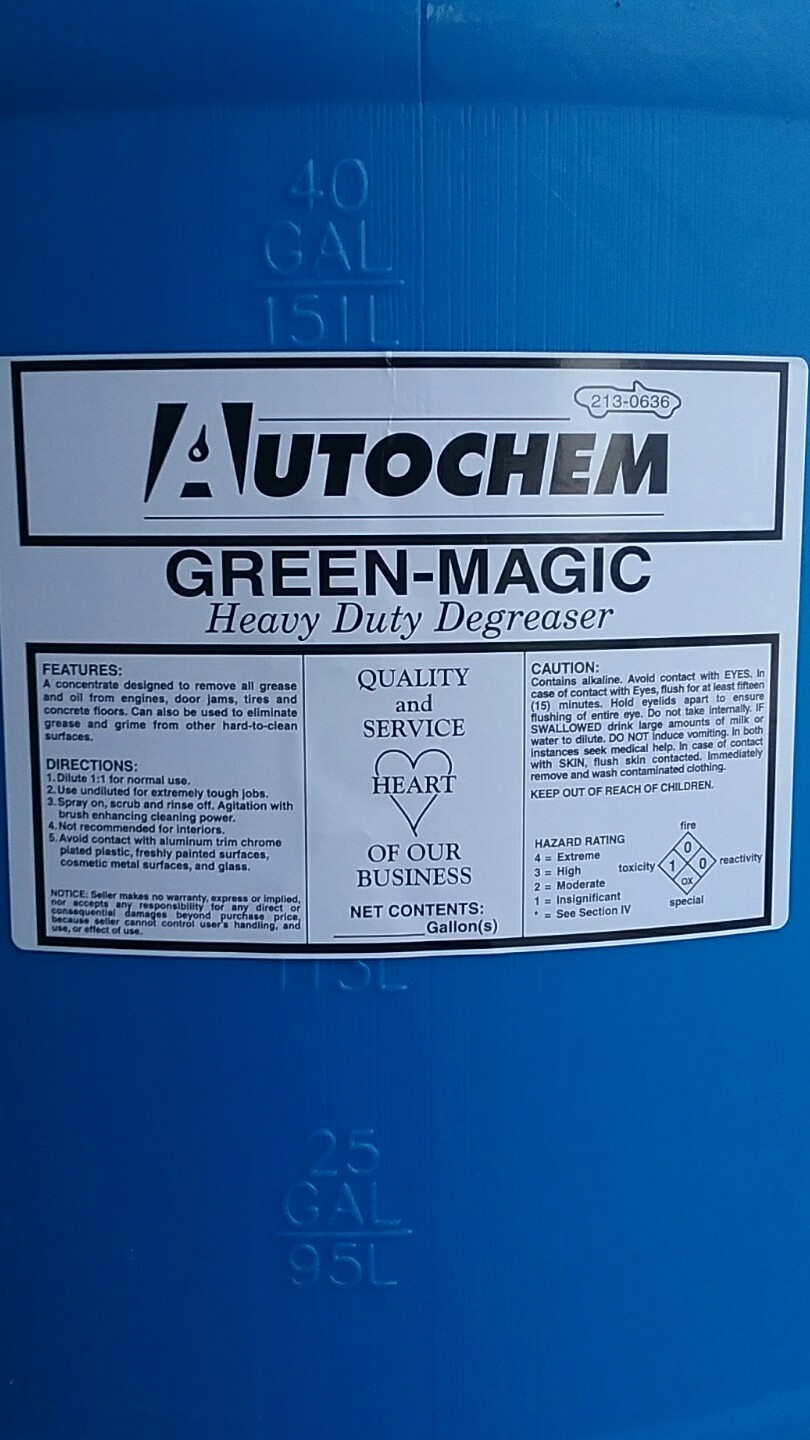 40
GAL
151L
213-0636
AUTOCHEM
GREEN-MAGIC
Heavy Duty Degreaser
FEATURES:
A concentrate designed to remove all grease
and oil from engines, door jams, tires and
concrete floors. Can also be used to eliminate
grease and grime from other hard-to-clean
surfaces.
DIRECTIONS:
1. Dilute 1:1 for normal use.
2. Use undiluted for extremely tough jobs.
3. Spray on, scrub and rinse off. Agitation with
brush enhancing cleaning power.
4. Not recommended for interiors.
5. Avoid contact with aluminum trim chrome
plated plastic, freshly painted surfaces,
cosmetic metal surfaces, and glass.
NOTICE: Seller makes no warranty, express or implied,
nor accepts any responsibility for any direct or
consequential damages beyond purchase price,
because seller cannot control user's handling, and
use, or effect of use.
QUALITY
and
SERVICE
HEART
OF OUR
BUSINESS
NET CONTENTS:
Gallon(s)
CAUTION:
Contains alkaline. Avoid contact with EYES. In
case of contact with Eyes, flush for at least fifteen
(15) minutes. Hold eyelids apart to ensure
flushing of entire eye. Do not take internally. IF
SWALLOWED drink large amounts of milk or
water to dilute. DO NOT induce vomiting. In both
instances seek medical help. In case of contact
with SKIN, flush skin contacted. Immediately
remove and wash contaminated clothing.
KEEP OUT OF REACH OF CHILDREN.
HAZARD RATING
4 = Extreme
3 = High
2 = Moderate
1 = Insignificant
* = See Section IV
fire
0
toxicity 1 0 reactivity
OX
special
113L
25
GAL
95L